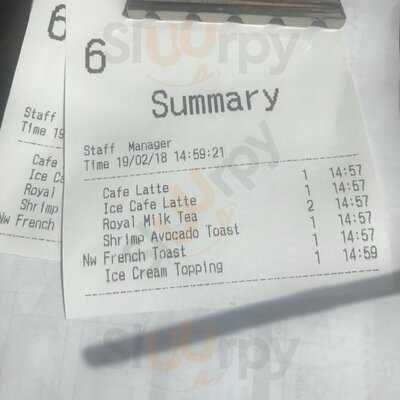 6
Staff
Time 19
Cafe
Ice Ca
Royal
Shrimp
Nw French
6
Summary
Staff Manager
Time 19/02/18 14:59:21
Cafe Latte 1 14:57
Ice Cafe Latte 1 14:57
Royal Milk Tea 2 14:57
Shrimp Avocado Toast 1 14:57
Nw French Toast 1 14:57
Ice Cream Topping 1 14:59
Sluurpy
Sluurpy
Sluurpy